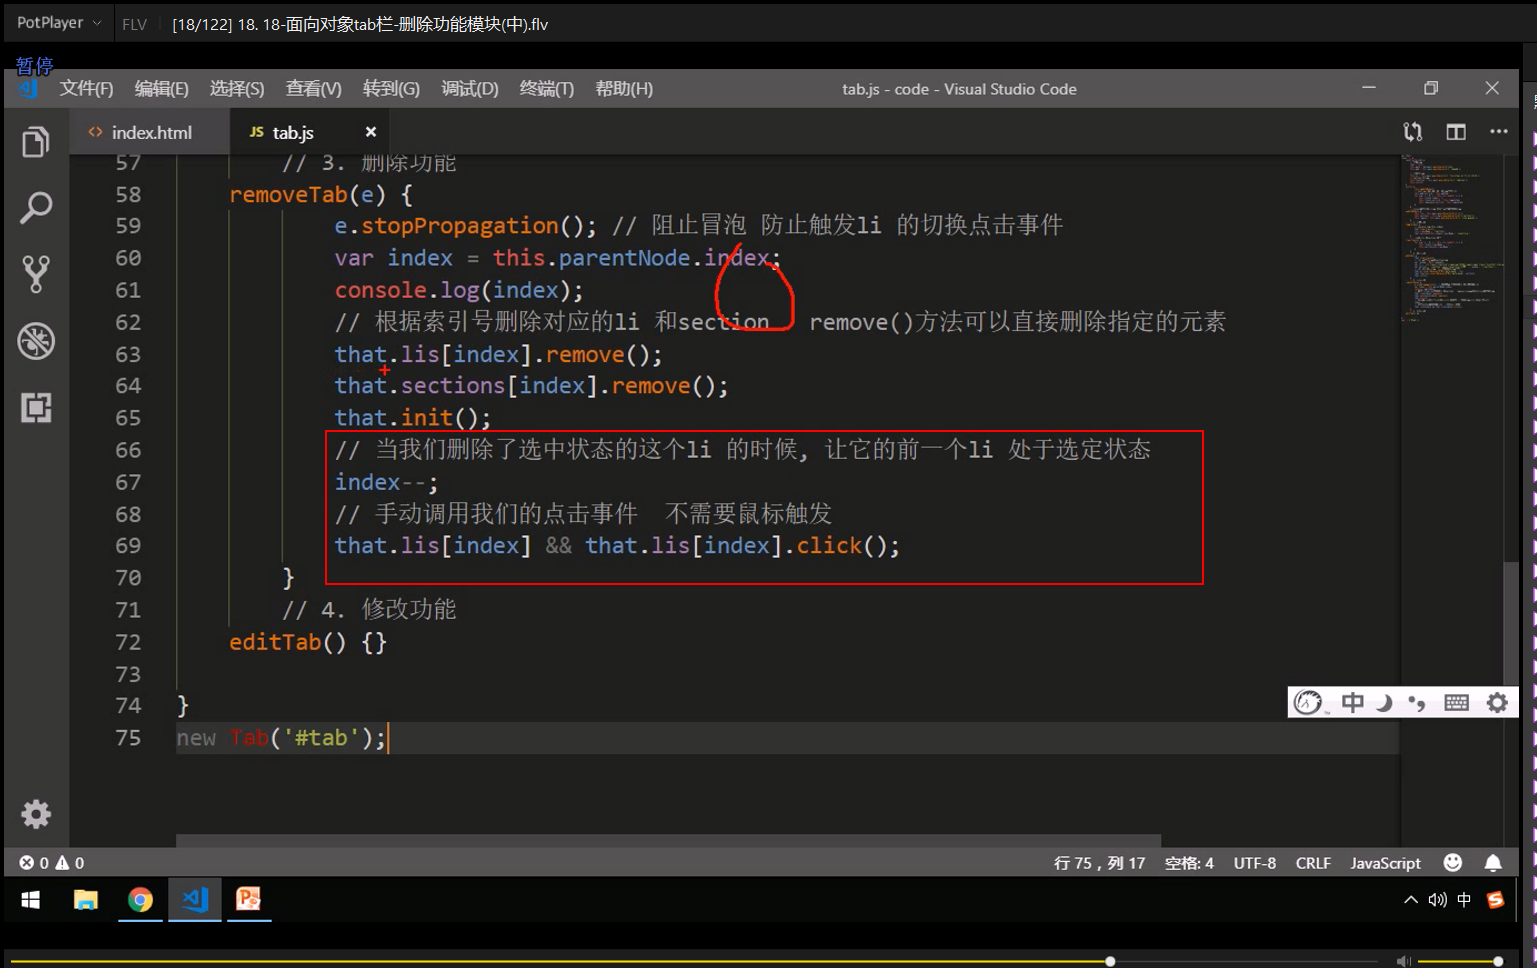 PotPlayer FLV [18/122] 18. 18-面向对象tab栏-删除功能模块(中).flv
暂停
文件(F) 编辑(E) 选择(S) 查看(V) 转到(G) 调试(D) 终端(T) 帮助(H) tab.js - code - Visual Studio Code
<> index.html JS tab.js ×
57 // 3. 删除功能
58 removeTab(e) {
59 e.stopPropagation(); // 阻止冒泡 防止触发li 的切换点击事件
60 var index = this.parentNode.index;
61 console.log(index);
62 // 根据索引号删除对应的li 和section remove()方法可以直接删除指定的元素
63 that.lis[index].remove();
64 that.sections[index].remove();
65 that.init();
66 // 当我们删除了选中状态的这个li 的时候, 让它的前一个li 处于选定状态
67 index--;
68 // 手动调用我们的点击事件 不需要鼠标触发
69 that.lis[index] && that.lis[index].click();
70 }
71 // 4. 修改功能
72 editTab() {}
73
74 }
75 new Tab('#tab');
中
0 0 行 75，列 17 空格: 4 UTF-8 CRLF JavaScript
中